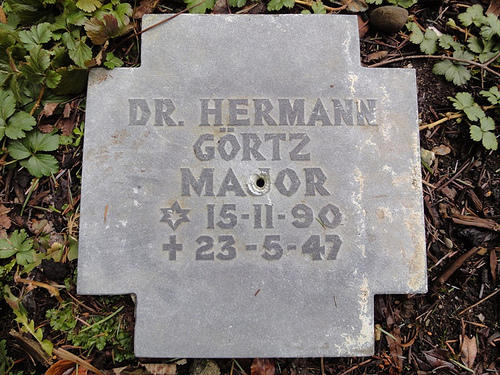 DR. HERMANN
GÖRTZ
MAJOR
✡ 15-11-90
✝ 23-5-47